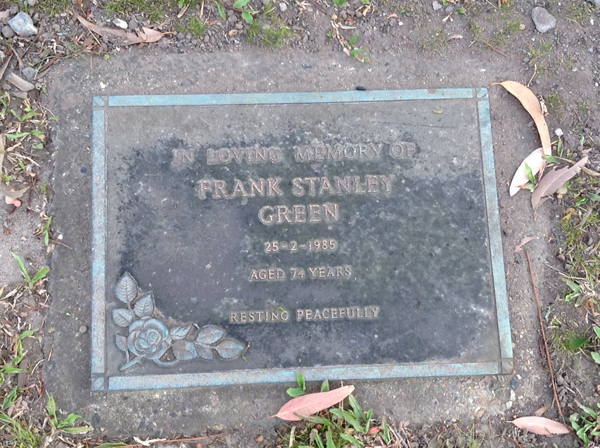 IN LOVING MEMORY OF
FRANK STANLEY
GREEN
25-2-1985
AGED 74 YEARS
RESTING PEACEFULLY